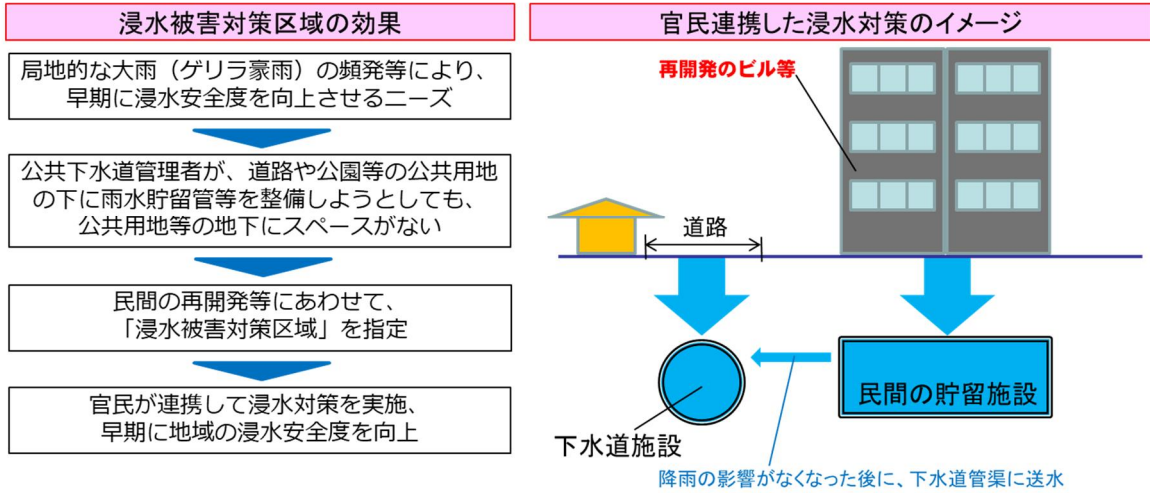 浸水被害対策区域の効果
局地的な大雨（ゲリラ豪雨）の頻発等により、
早期に浸水安全度を向上させるニーズ
公共下水道管理者が、道路や公園等の公共用地
の下に雨水貯留管等を整備しようとしても、
公共用地等の地下にスペースがない
民間の再開発等にあわせて、
「浸水被害対策区域」を指定
官民が連携して浸水対策を実施、
早期に地域の浸水安全度を向上
官民連携した浸水対策のイメージ
再開発のビル等
道路
民間の貯留施設
下水道施設
降雨の影響がなくなった後に、下水道管渠に送水